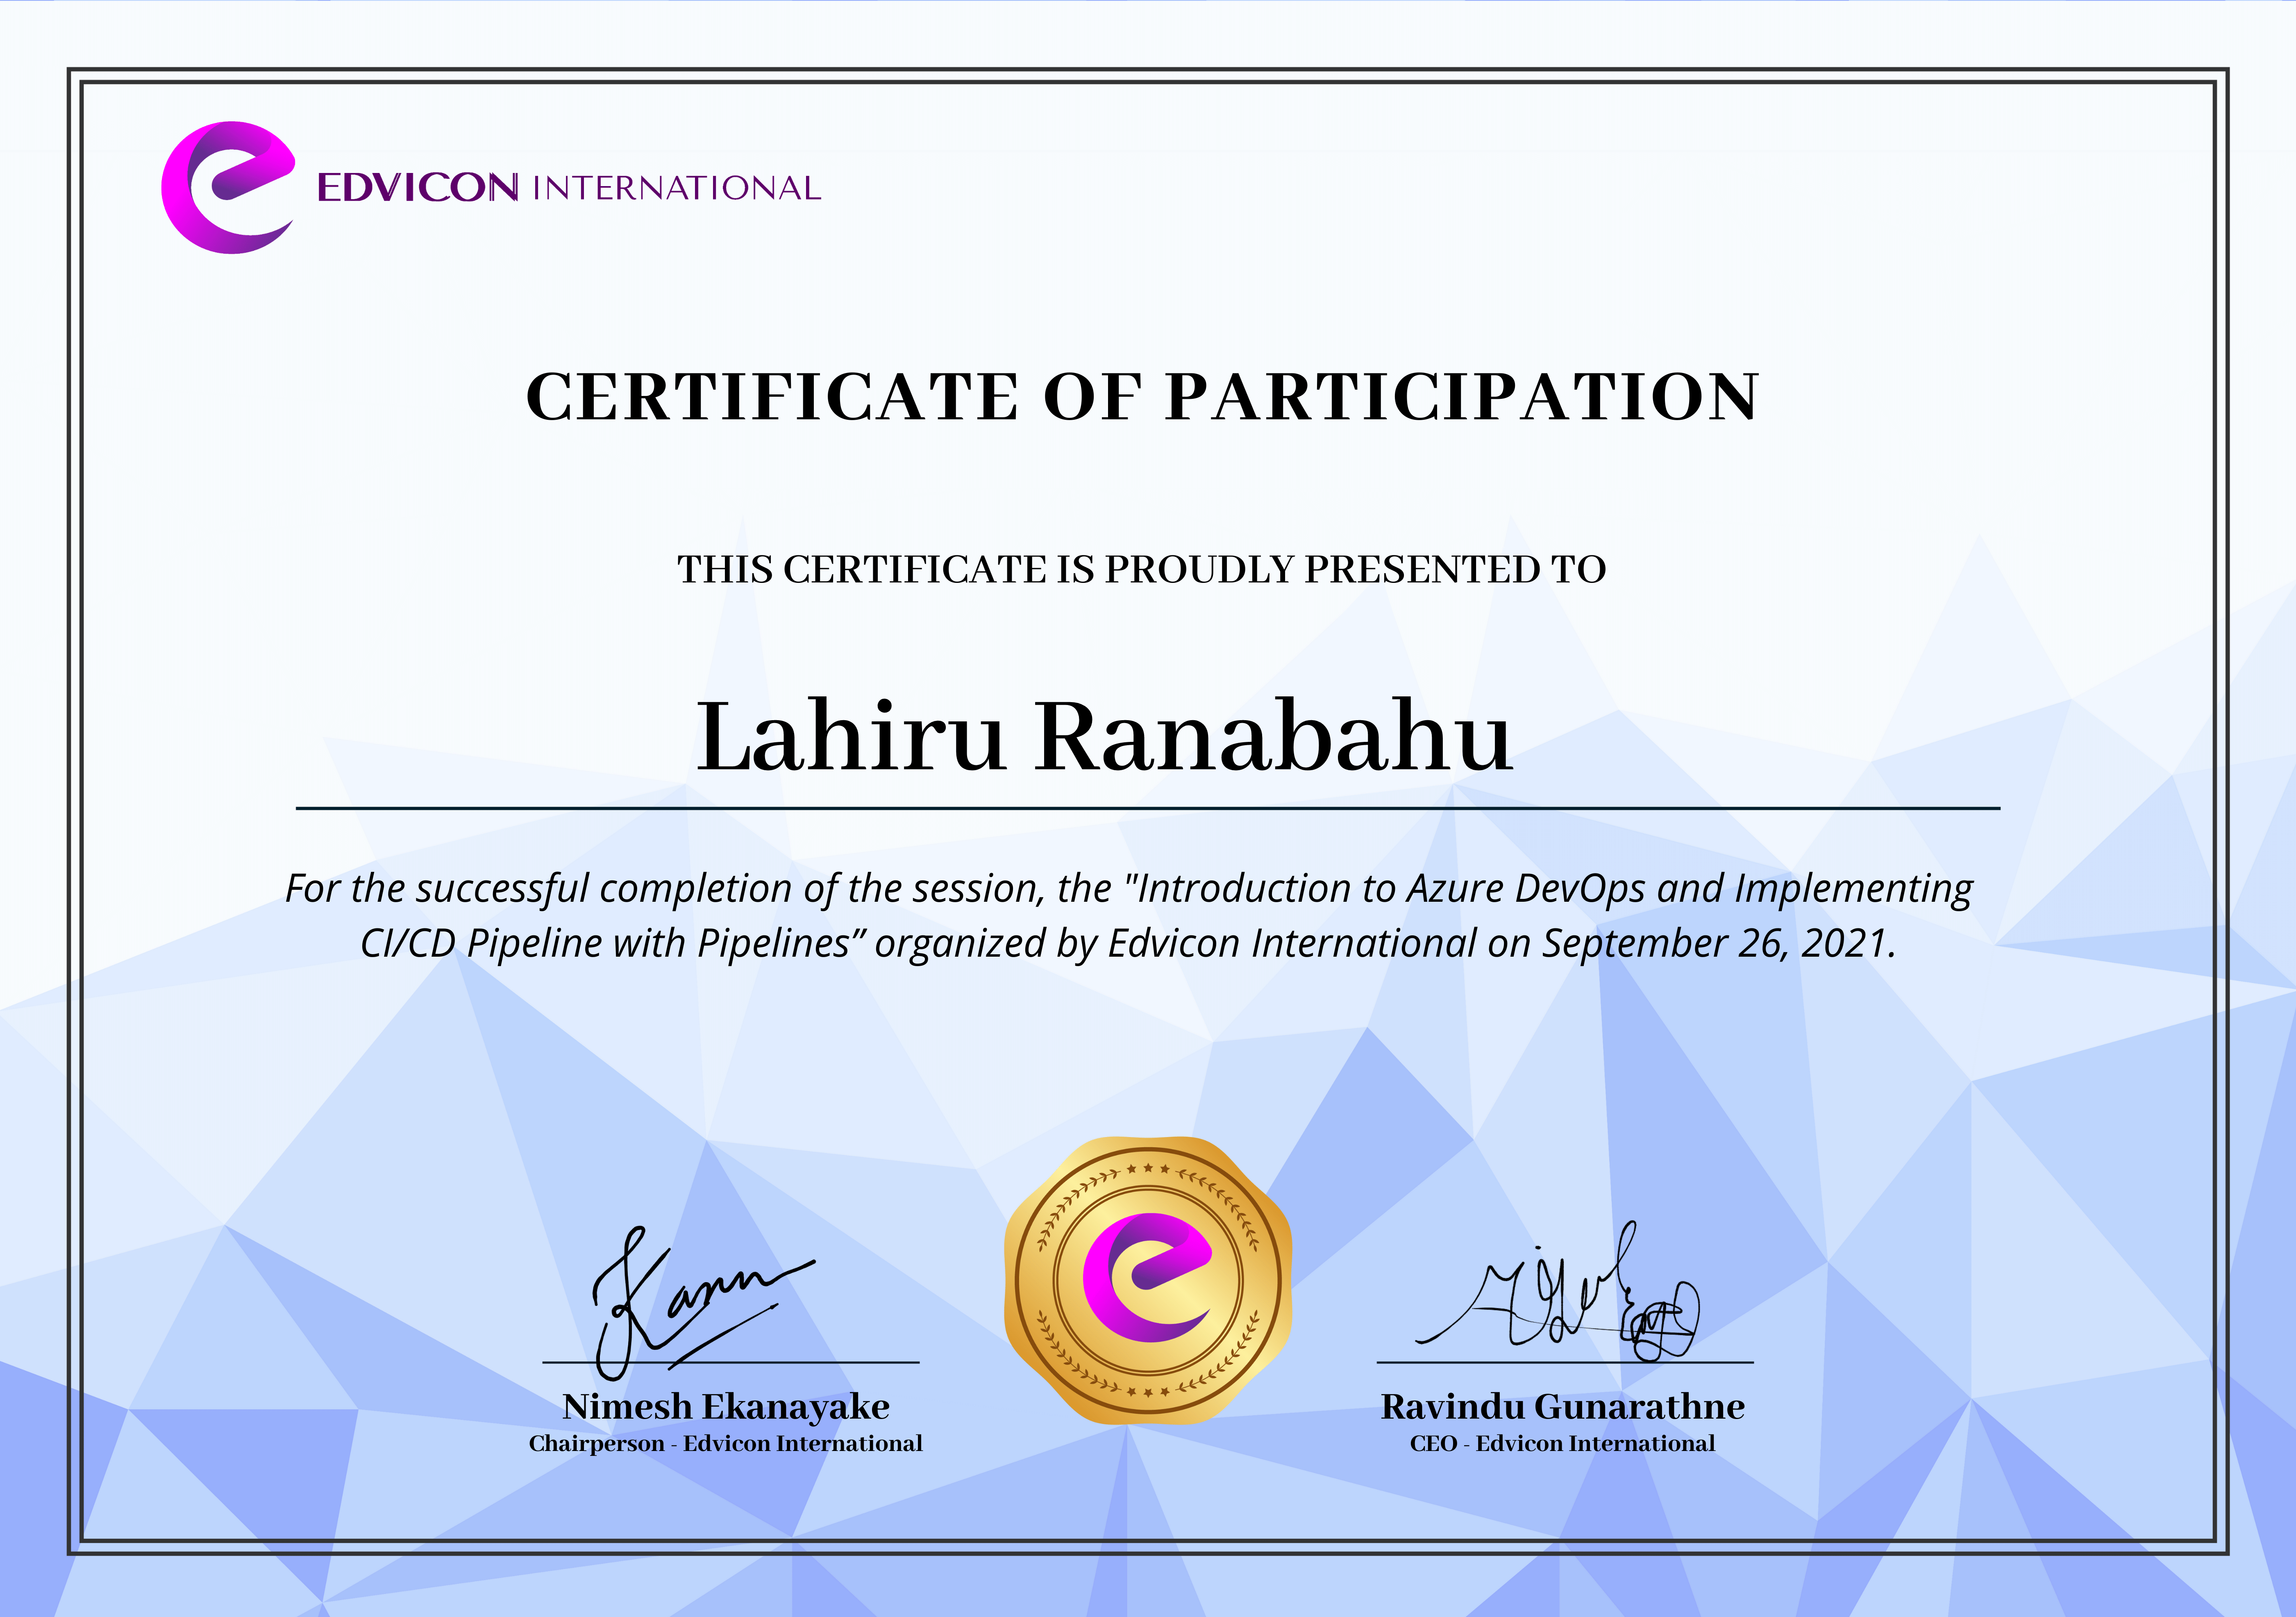 EDVICON INTERNATIONAL
CERTIFICATE OF PARTICIPATION
THIS CERTIFICATE IS PROUDLY PRESENTED TO
Lahiru Ranabahu
For the successful completion of the session, the "Introduction to Azure DevOps and Implementing
CI/CD Pipeline with Pipelines” organized by Edvicon International on September 26, 2021.
Nimesh Ekanayake
Chairperson - Edvicon International
Ravindu Gunarathne
CEO - Edvicon International